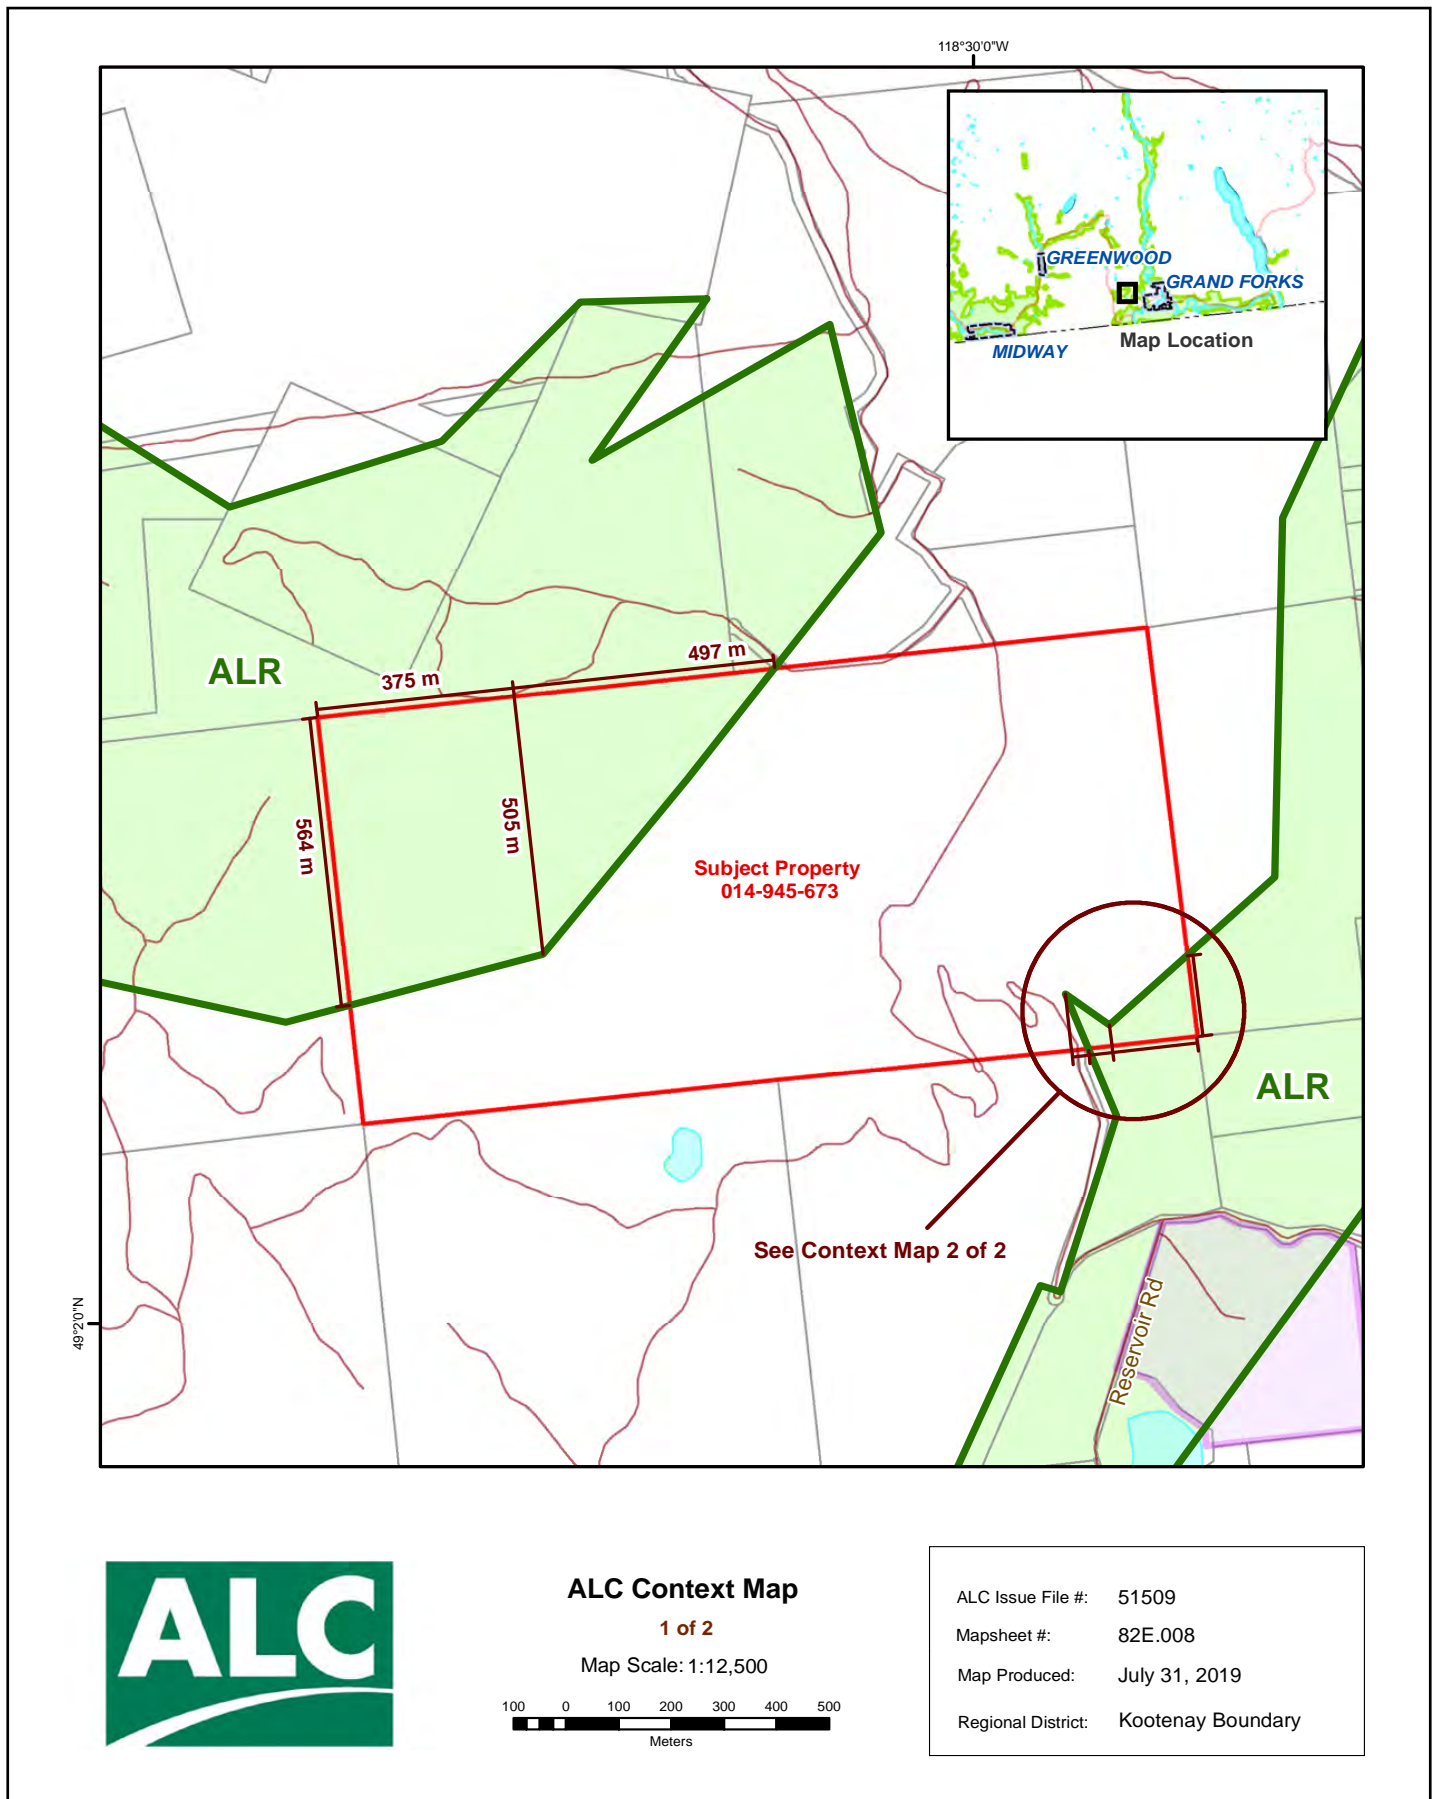 118°30'0"W
GREENWOOD
GRAND FORKS
MIDWAY
Map Location
ALR
375 m
497 m
564 m
505 m
Subject Property
014-945-673
ALR
See Context Map 2 of 2
Reservoir Rd
49°2'0"N
ALC
ALC Context Map
1 of 2
Map Scale: 1:12,500
100 0 100 200 300 400 500
Meters
ALC Issue File #: 51509
Mapsheet #: 82E.008
Map Produced: July 31, 2019
Regional District: Kootenay Boundary